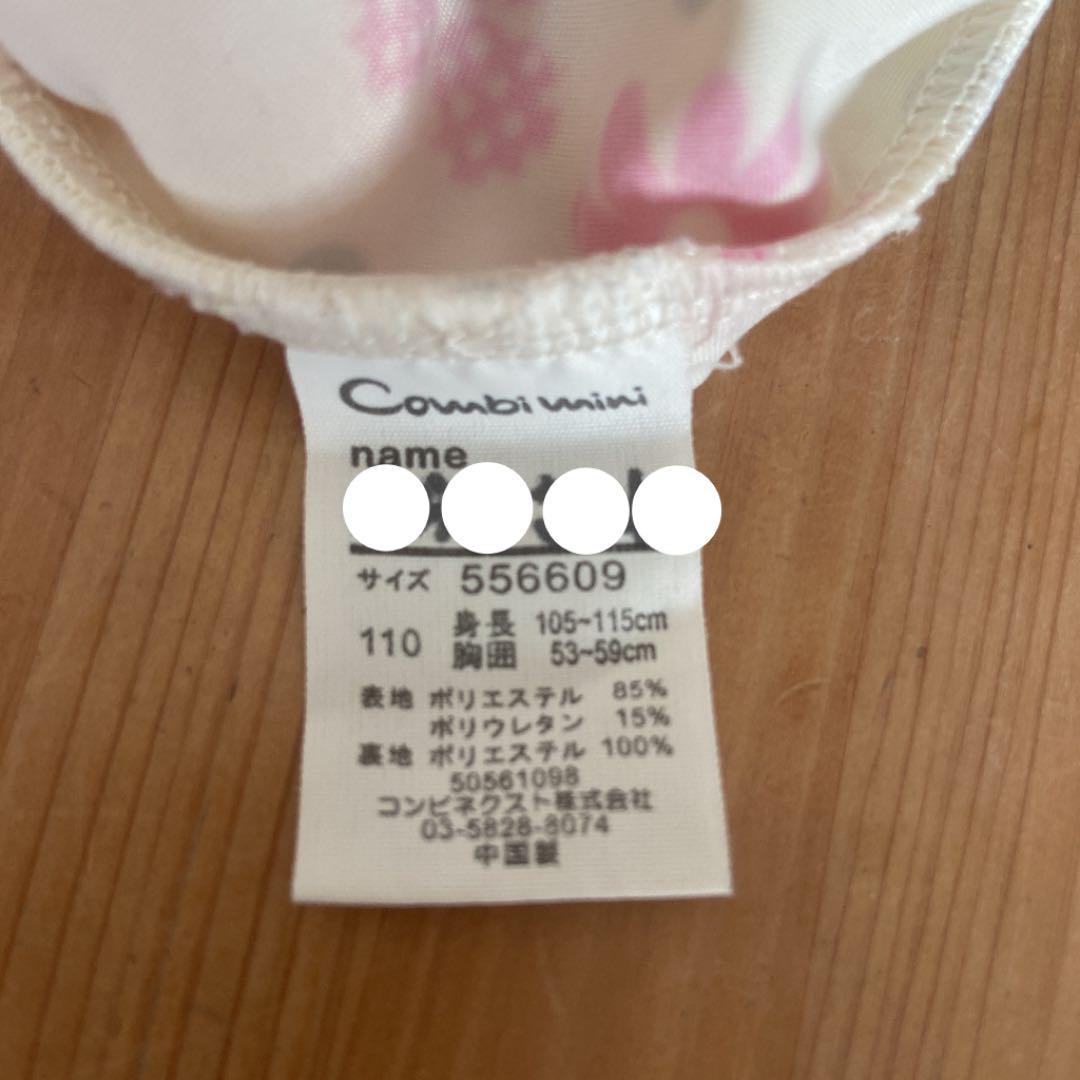 Combi mini
name
サイズ 556609
110 身長 105~115cm
胸囲 53~59cm
表地 ポリエステル 85%
ポリウレタン 15%
裏地 ポリエステル 100%
50561098
コンビネクスト株式会社
03-5828-8074
中国製